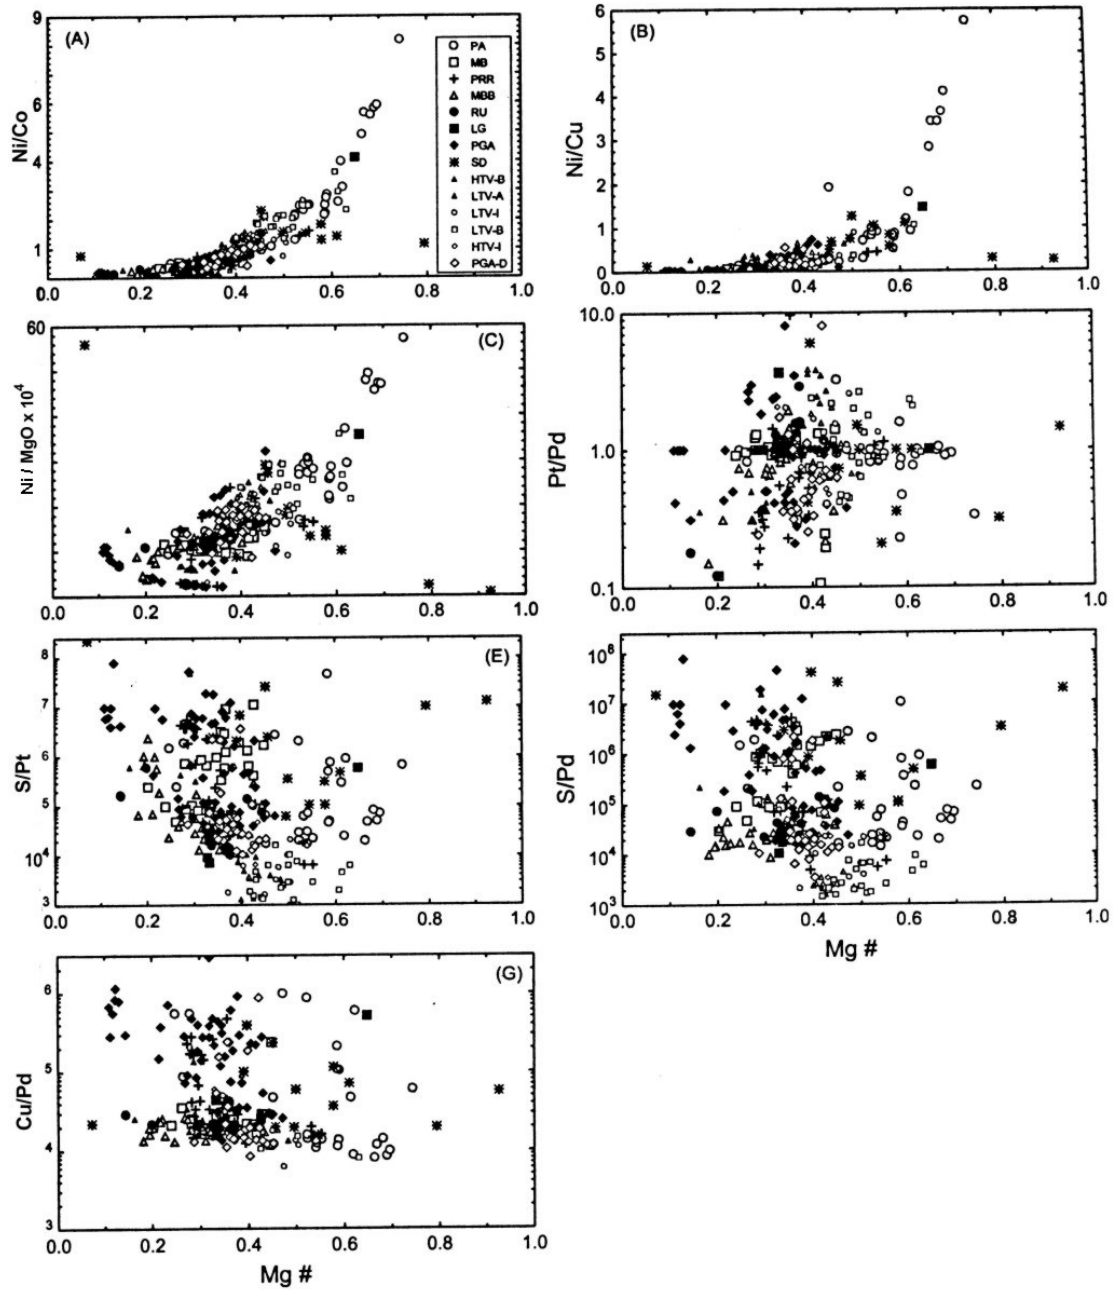 (A)
9
6
4
1
Ni/Co
0.0 0.2 0.4 0.6 0.8 1.0
PA
MB
PRR
MBB
RU
LG
PGA
SD
HTV-B
LTV-A
LTV-I
LTV-B
HTV-I
PGA-D
(B)
6
5
4
3
2
1
0
Ni/Cu
0.0 0.2 0.4 0.6 0.8 1.0
(C)
60
Ni / MgO x 10⁴
0.0 0.2 0.4 0.6 0.8 1.0
10.0
1.0
0.1
Pt/Pd
0.0 0.2 0.4 0.6 0.8 1.0
(E)
8
7
6
5
10⁴
3
S/Pt
0.0 0.2 0.4 0.6 0.8 1.0
10⁸
10⁷
10⁶
10⁵
10⁴
10³
S/Pd
0.0 0.2 0.4 0.6 0.8 1.0
Mg #
(G)
6
5
4
3
Cu/Pd
0.0 0.2 0.4 0.6 0.8 1.0
Mg #